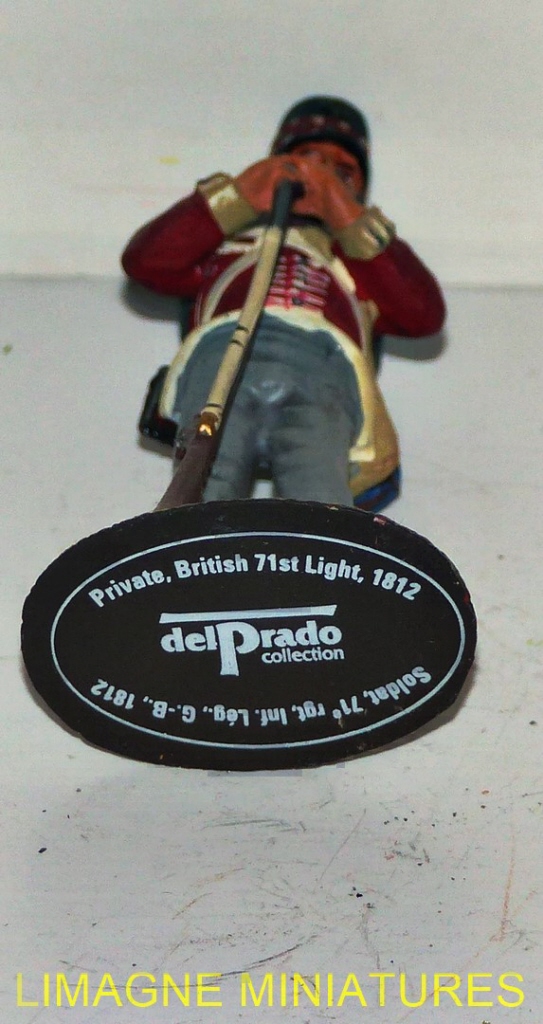 Private, British 71st Light, 1812
delPrado
collection
Soldat, 71e rgt, Inf. Lég., G.-B., 1812
LIMAGNE MINIATURES